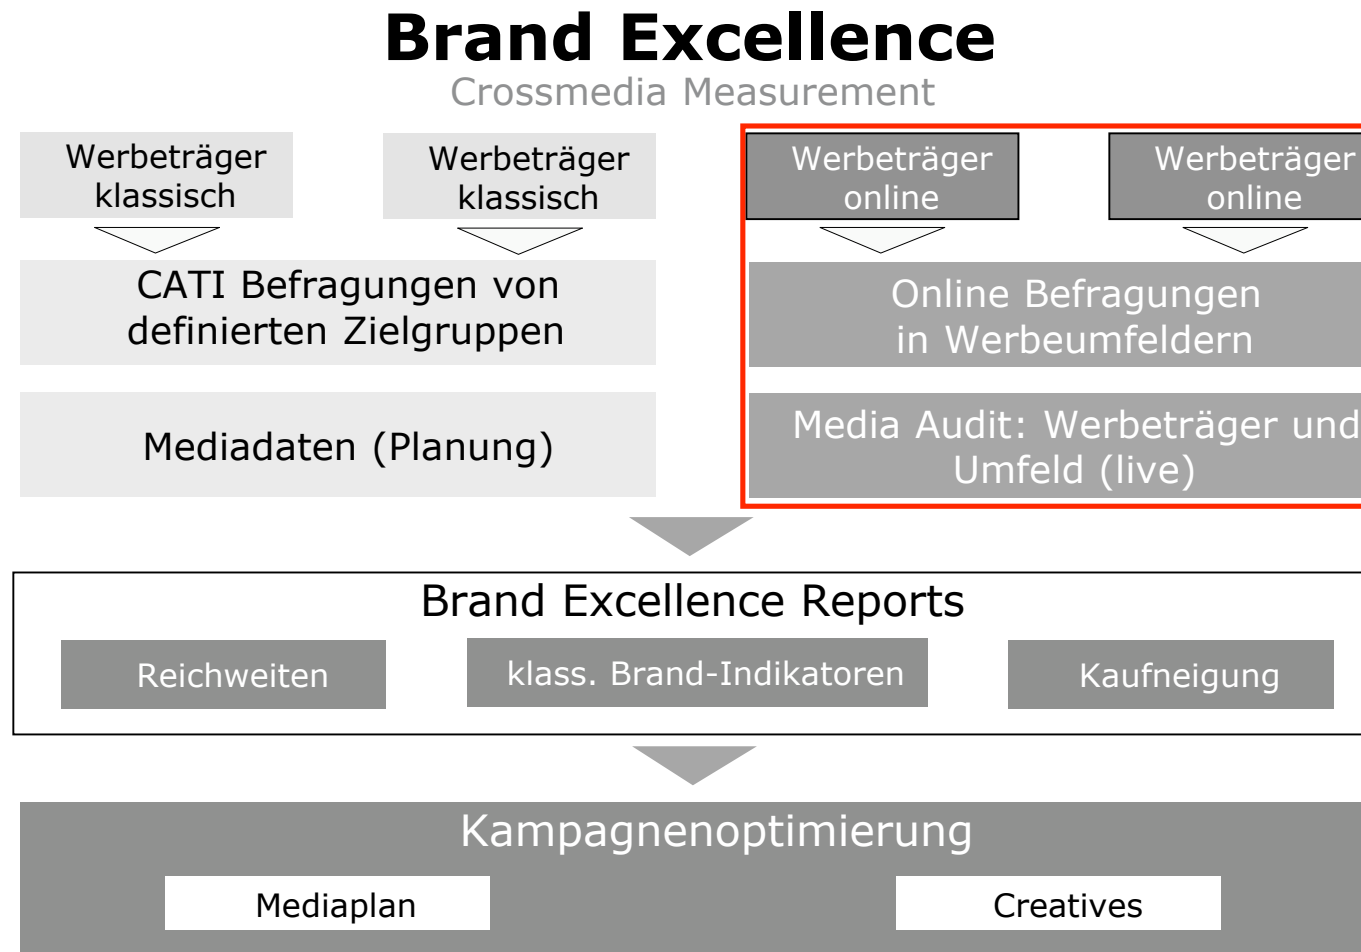 Brand Excellence
Crossmedia Measurement
Werbeträger
klassisch
Werbeträger
klassisch
Werbeträger
online
Werbeträger
online
CATI Befragungen von
definierten Zielgruppen
Online Befragungen
in Werbeumfeldern
Mediadaten (Planung)
Media Audit: Werbeträger und
Umfeld (live)
Brand Excellence Reports
Reichweiten
klass. Brand-Indikatoren
Kaufneigung
Kampagnenoptimierung
Mediaplan
Creatives